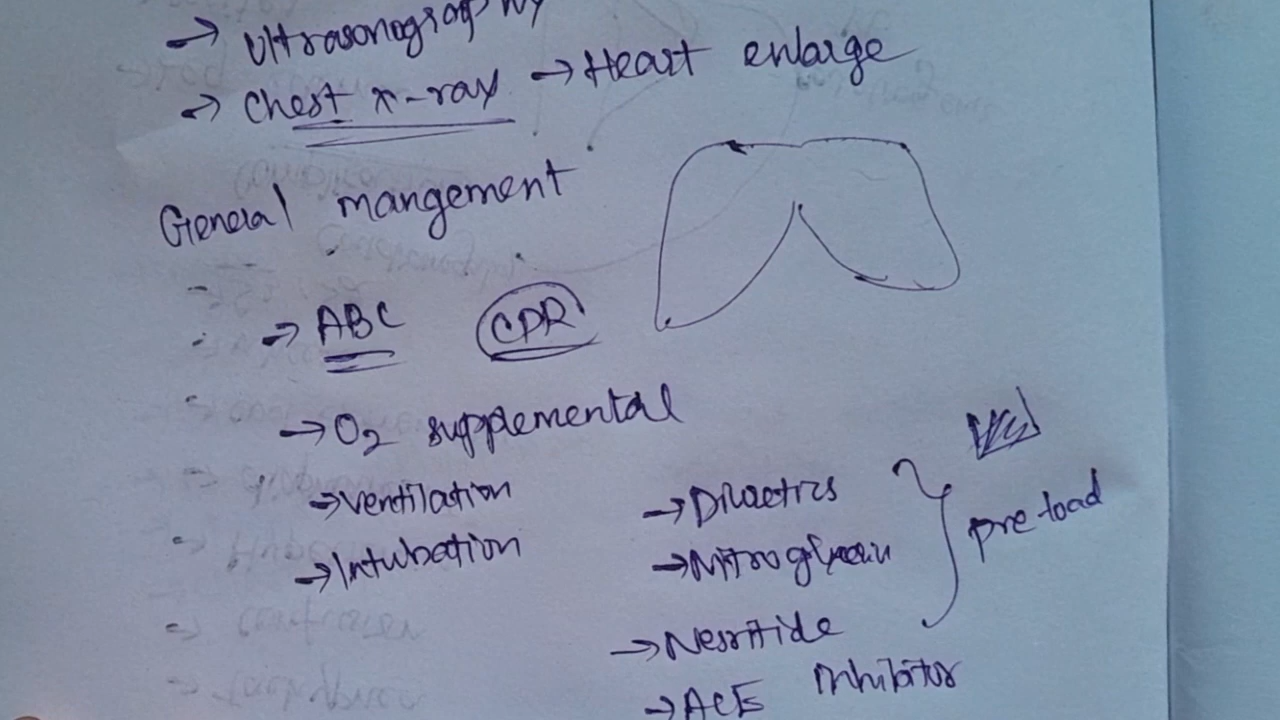 → Ultrasonography
→ Chest x-ray → Heart enlarge
General mangement
→ ABC CPR
→ O2 supplemental
→ Ventilation
→ Intubation
→ Diuetrics
→ Nitroglycerin
pre load
→ Nesritide
→ ACE Inhibitor